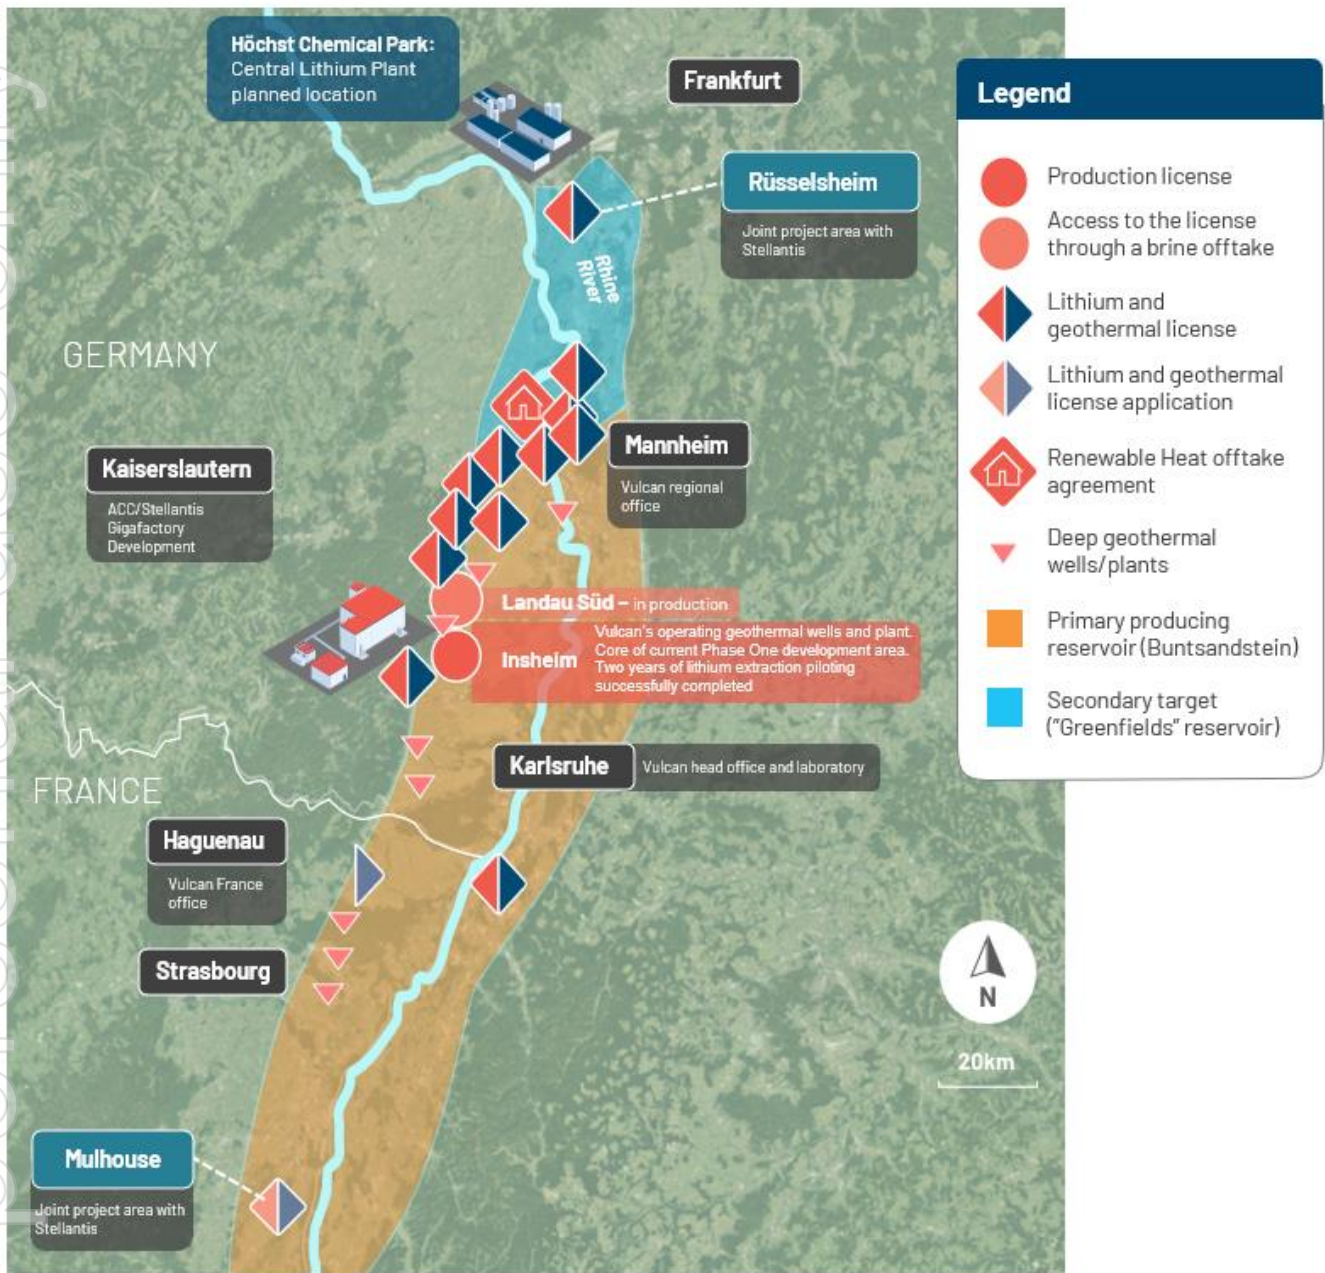 Höchst Chemical Park:
Central Lithium Plant
planned location
Frankfurt
Rüsselsheim
Joint project area with
Stellantis
Rhine
River
GERMANY
Kaiserslautern
ACC/Stellantis
Gigafactory
Development
Mannheim
Vulcan regional
office
Landau Süd – in production
Insheim
Vulcan's operating geothermal wells and plant.
Core of current Phase One development area.
Two years of lithium extraction piloting
successfully completed
Karlsruhe
Vulcan head office and laboratory
FRANCE
Haguenau
Vulcan France
office
Strasbourg
Mulhouse
Joint project area with
Stellantis
Legend
Production license
Access to the license
through a brine offtake
Lithium and
geothermal license
Lithium and geothermal
license application
Renewable Heat offtake
agreement
Deep geothermal
wells/plants
Primary producing
reservoir (Buntsandstein)
Secondary target
("Greenfields" reservoir)
N
20km